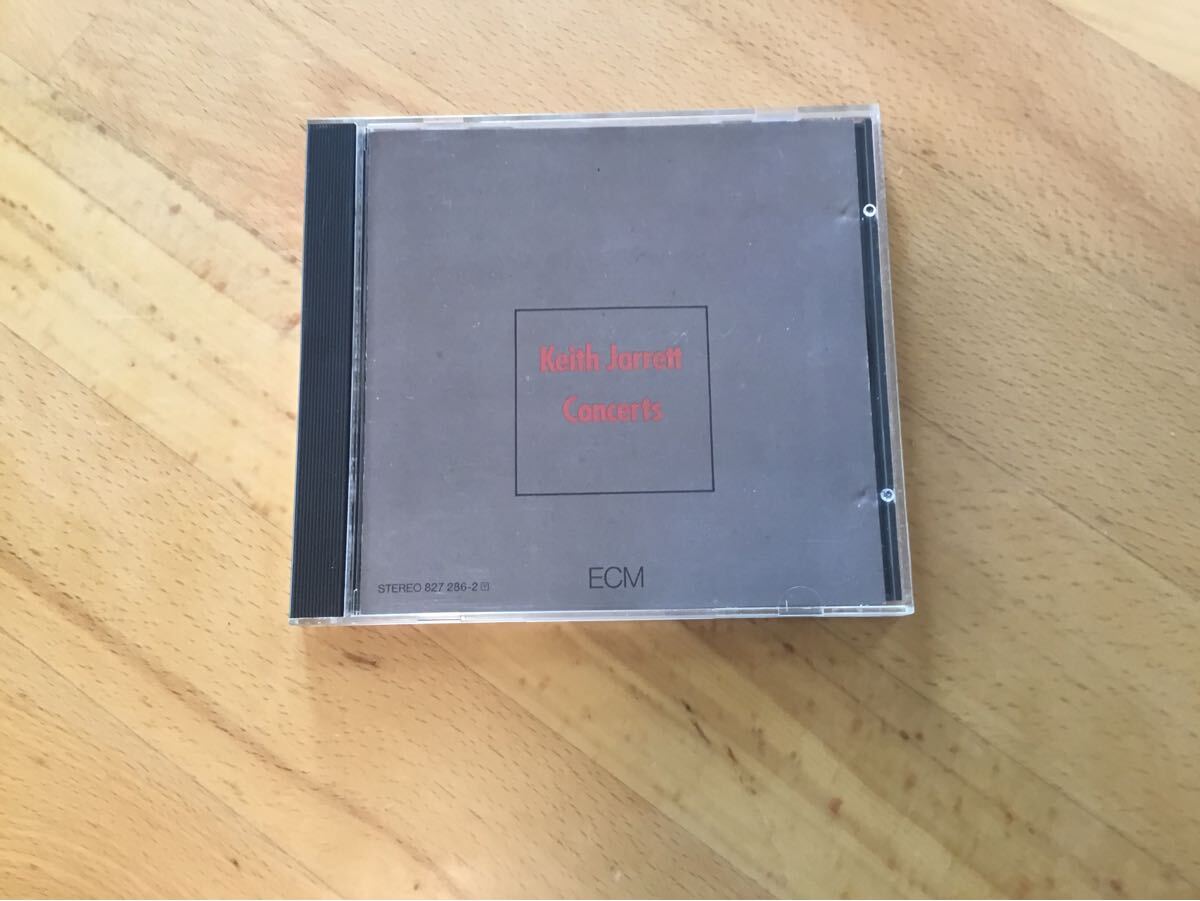 Keith Jarrett
Concerts
STEREO 827 286-2 Y
ECM